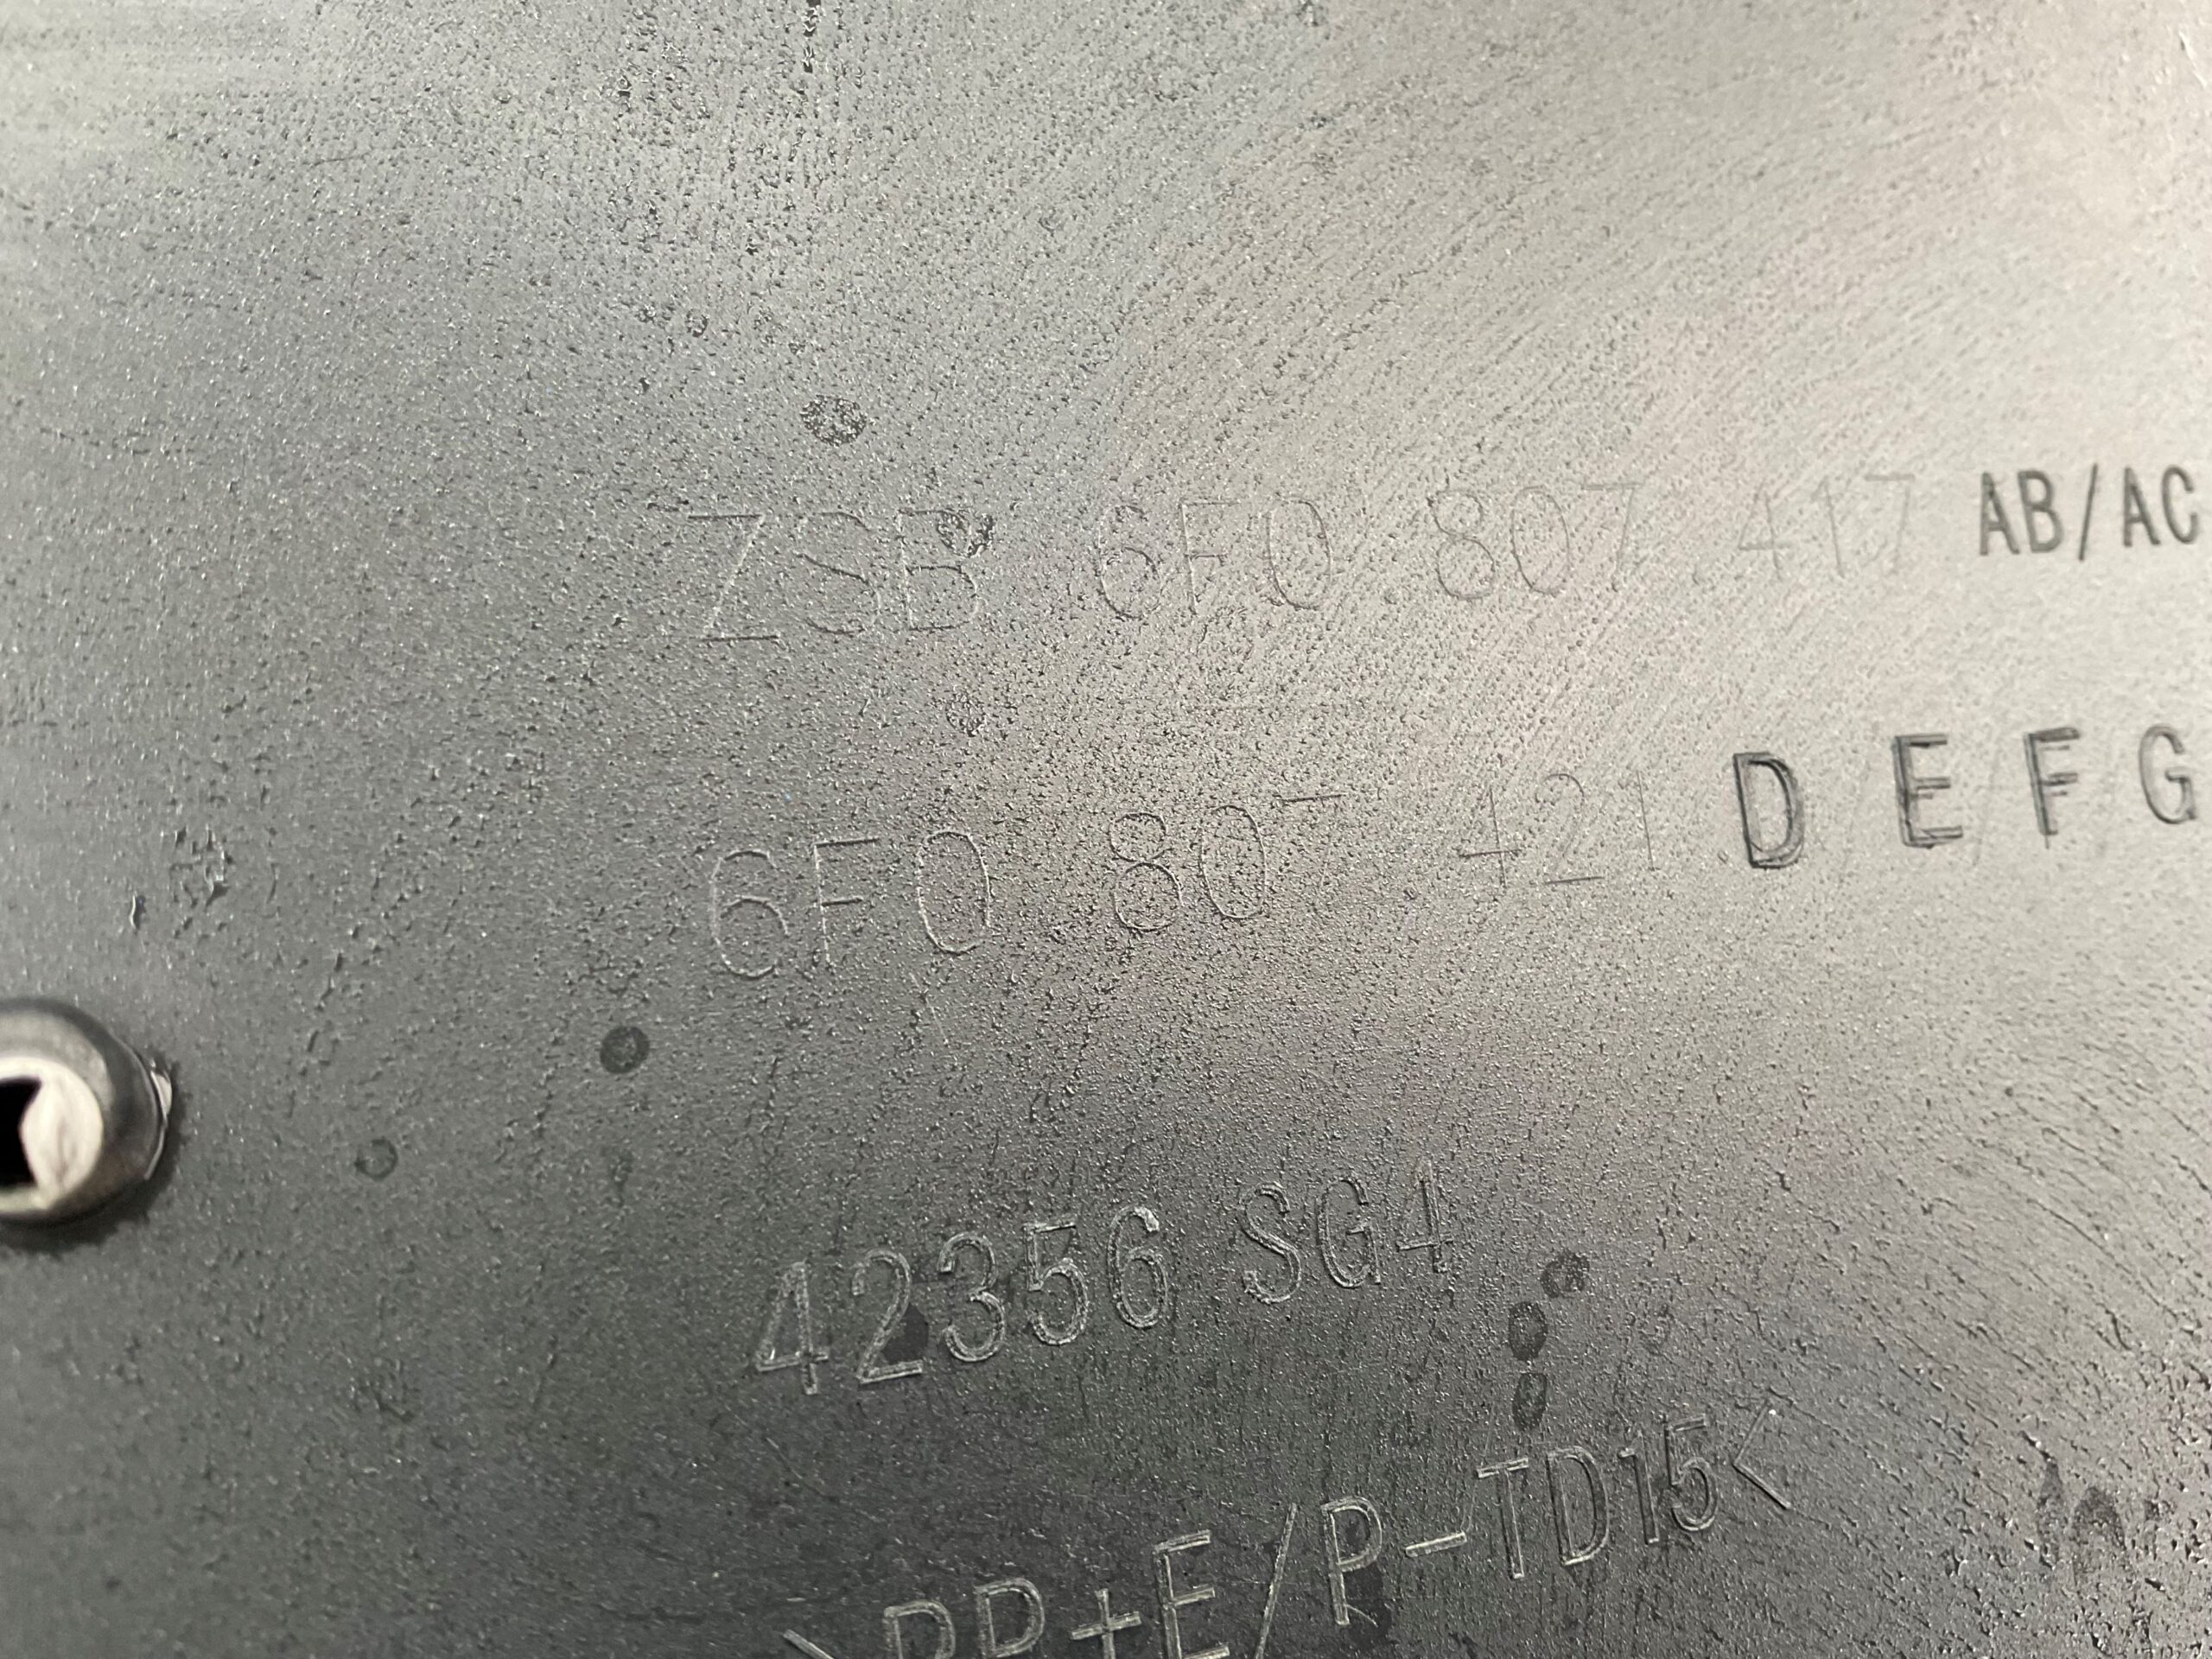 ZSB 6F0.807.417 AB/AC
6F0 807 421 D E F G
42356 SG4
>PP+E/P-TD15<